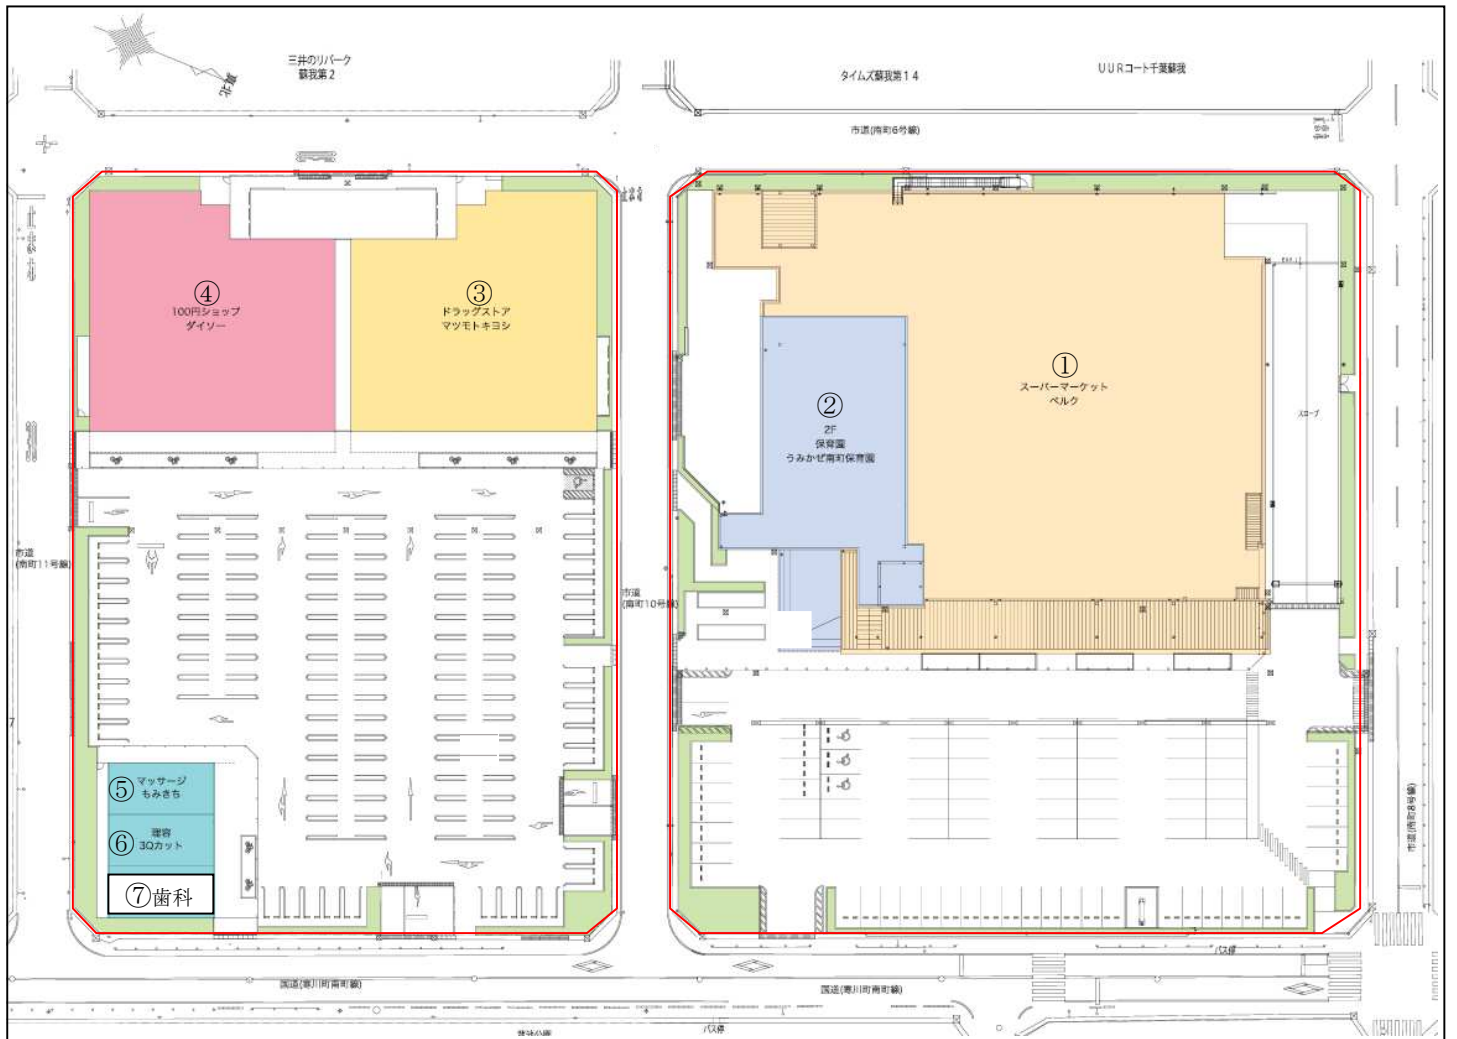 三井のリパーク
蘇我第2
タイムズ蘇我第14
UURコート千葉蘇我
市道(南町6号線)
④
100円ショップ
ダイソー
③
ドラッグストア
マツモトキヨシ
①
スーパーマーケット
ベルク
②
2F
保育園
うみかぜ南町保育園
スロープ
市道
(南町11号線)
市道
(南町10号線)
⑤
マッサージ
もみきち
⑥
理容
3Qカット
⑦歯科
市道(南町8号線)
バス停
国道(寒川町南町線)
国道(寒川町南町線)
バス停